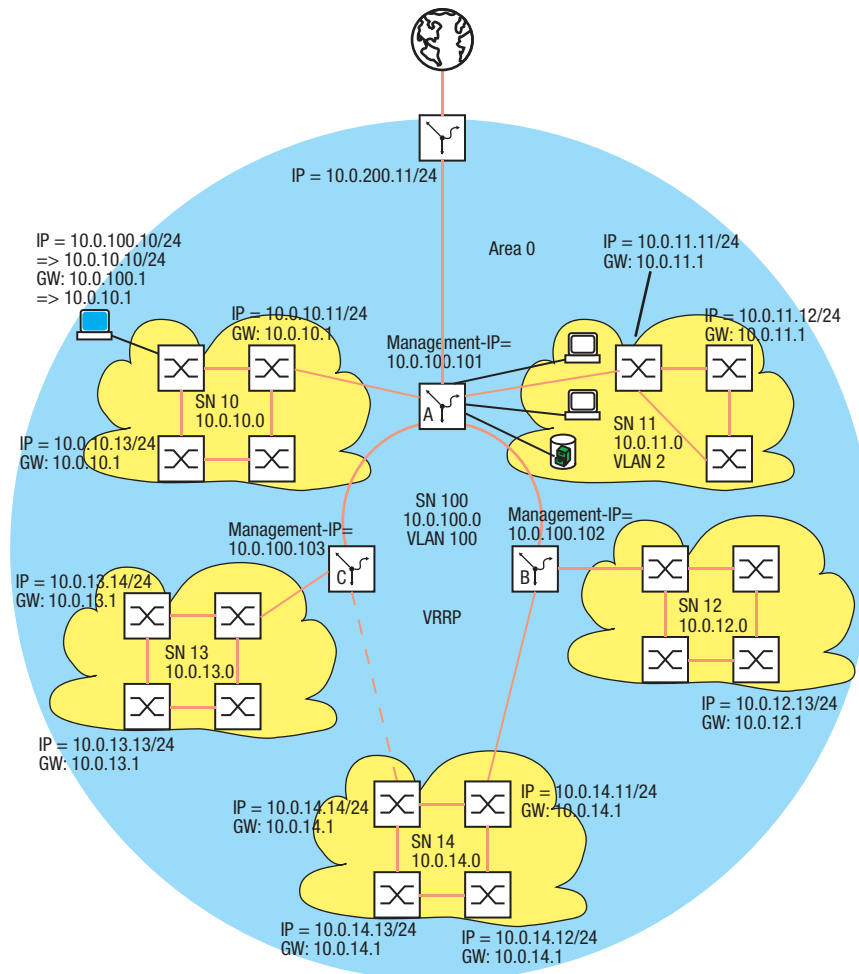 IP = 10.0.200.11/24
Area 0
IP = 10.0.100.10/24
=> 10.0.10.10/24
GW: 10.0.100.1
=> 10.0.10.1
IP = 10.0.11.11/24
GW: 10.0.11.1
IP = 10.0.10.11/24
GW: 10.0.10.1
Management-IP=
10.0.100.101
IP = 10.0.11.12/24
GW: 10.0.11.1
A
SN 10
10.0.10.0
SN 11
10.0.11.0
VLAN 2
IP = 10.0.10.13/24
GW: 10.0.10.1
SN 100
10.0.100.0
VLAN 100
Management-IP=
10.0.100.103
Management-IP=
10.0.100.102
C
B
IP = 10.0.13.14/24
GW: 10.0.13.1
VRRP
SN 12
10.0.12.0
SN 13
10.0.13.0
IP = 10.0.12.13/24
GW: 10.0.12.1
IP = 10.0.13.13/24
GW: 10.0.13.1
IP = 10.0.14.14/24
GW: 10.0.14.1
IP = 10.0.14.11/24
GW: 10.0.14.1
SN 14
10.0.14.0
IP = 10.0.14.13/24
GW: 10.0.14.1
IP = 10.0.14.12/24
GW: 10.0.14.1